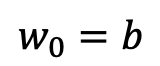 w₀ = b